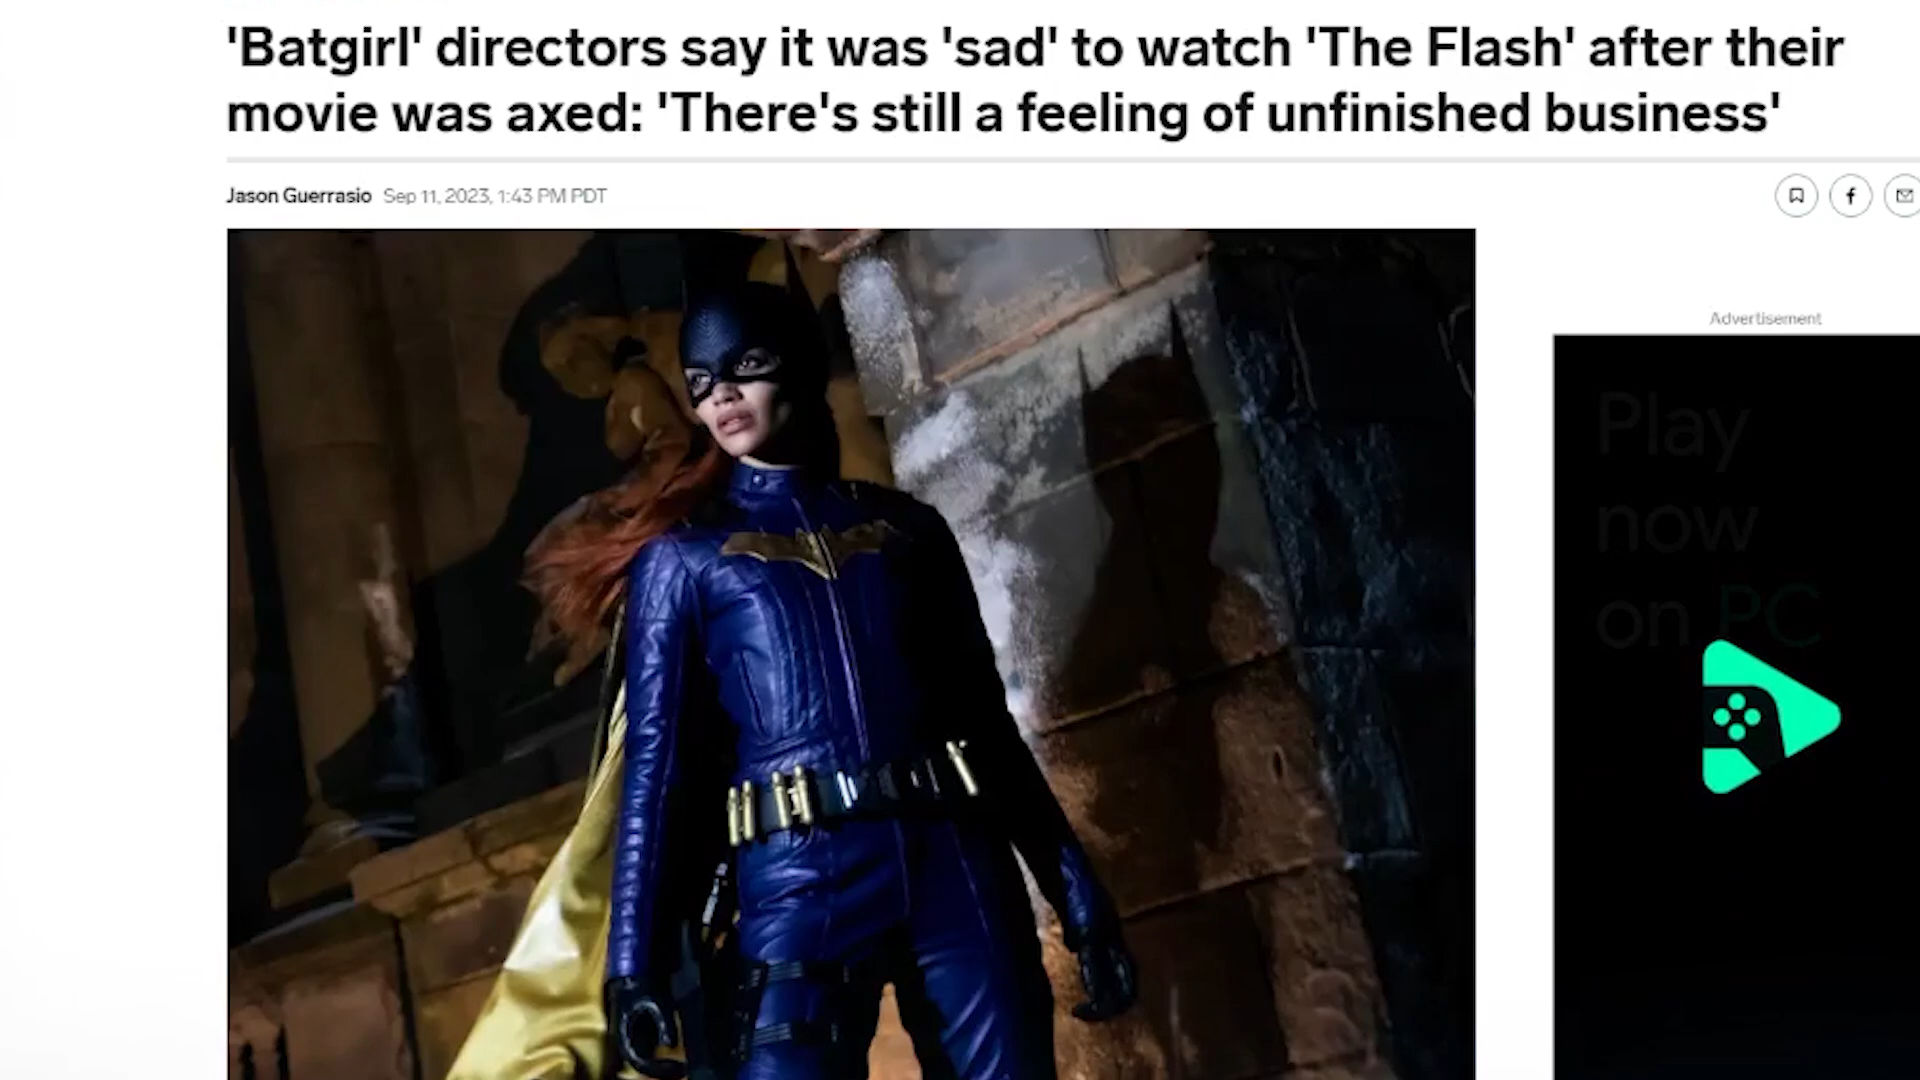 'Batgirl' directors say it was 'sad' to watch 'The Flash' after their
movie was axed: 'There's still a feeling of unfinished business'
Jason Guerrasio Sep 11, 2023, 1:43 PM PDT
Advertisement
Play
now
on PC